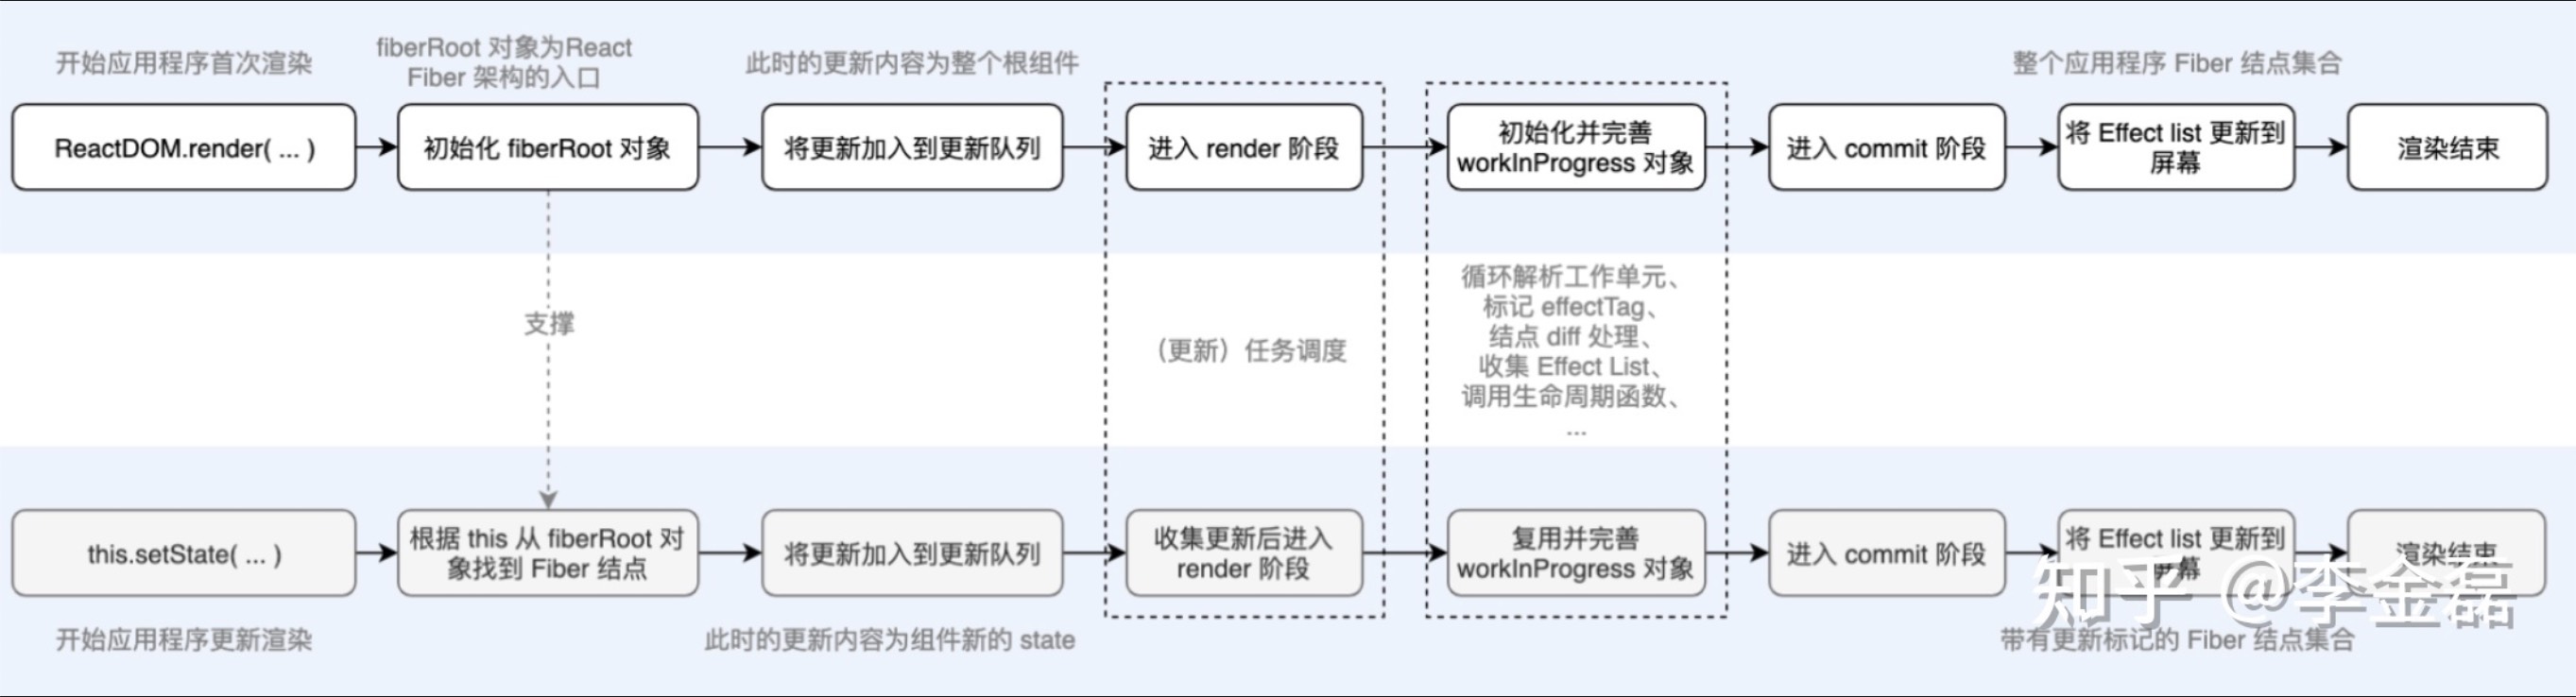 开始应用程序首次渲染
fiberRoot 对象为React
Fiber 架构的入口
此时的更新内容为整个根组件
整个应用程序 Fiber 结点集合
ReactDOM.render( ... )
初始化 fiberRoot 对象
将更新加入到更新队列
进入 render 阶段
初始化并完善
workInProgress 对象
进入 commit 阶段
将 Effect list 更新到
屏幕
渲染结束
支撑
（更新）任务调度
循环解析工作单元、
标记 effectTag、
结点 diff 处理、
收集 Effect List、
调用生命周期函数、
...
this.setState( ... )
根据 this 从 fiberRoot 对
象找到 Fiber 结点
将更新加入到更新队列
收集更新后进入
render 阶段
复用并完善
workInProgress 对象
进入 commit 阶段
将 Effect list 更新到
屏幕
渲染结束
开始应用程序更新渲染
此时的更新内容为组件新的 state
带有更新标记的 Fiber 结点集合
知乎 @李金磊